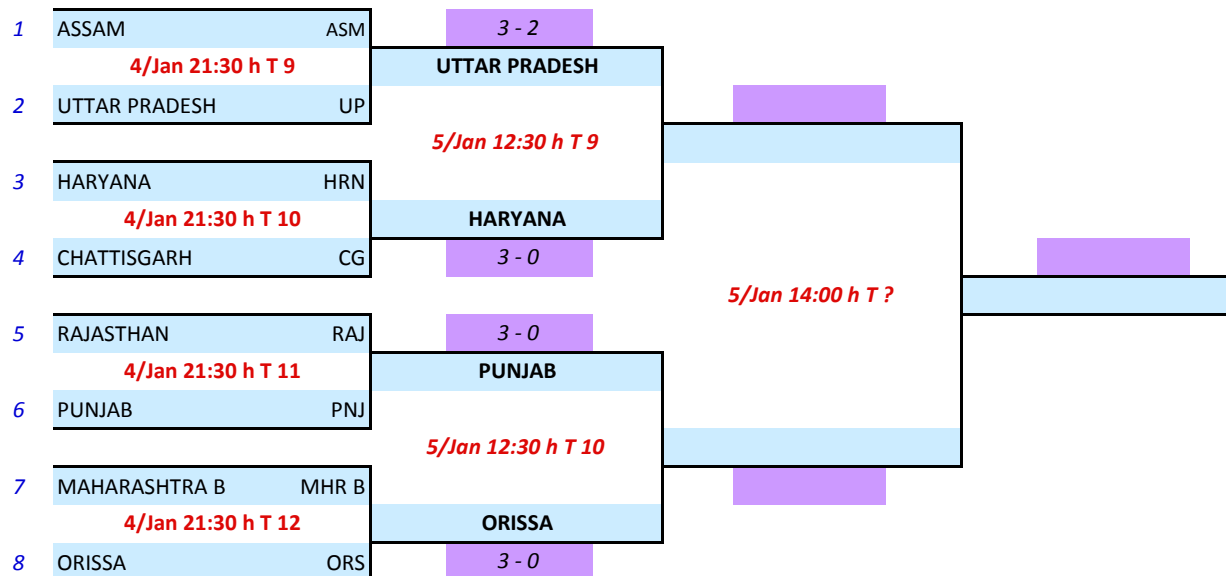 1 ASSAM ASM 3 - 2
4/Jan 21:30 h T 9 UTTAR PRADESH
2 UTTAR PRADESH UP
5/Jan 12:30 h T 9
3 HARYANA HRN
4/Jan 21:30 h T 10 HARYANA
4 CHATTISGARH CG 3 - 0
5/Jan 14:00 h T ?
5 RAJASTHAN RAJ 3 - 0
4/Jan 21:30 h T 11 PUNJAB
6 PUNJAB PNJ
5/Jan 12:30 h T 10
7 MAHARASHTRA B MHR B
4/Jan 21:30 h T 12 ORISSA
8 ORISSA ORS 3 - 0